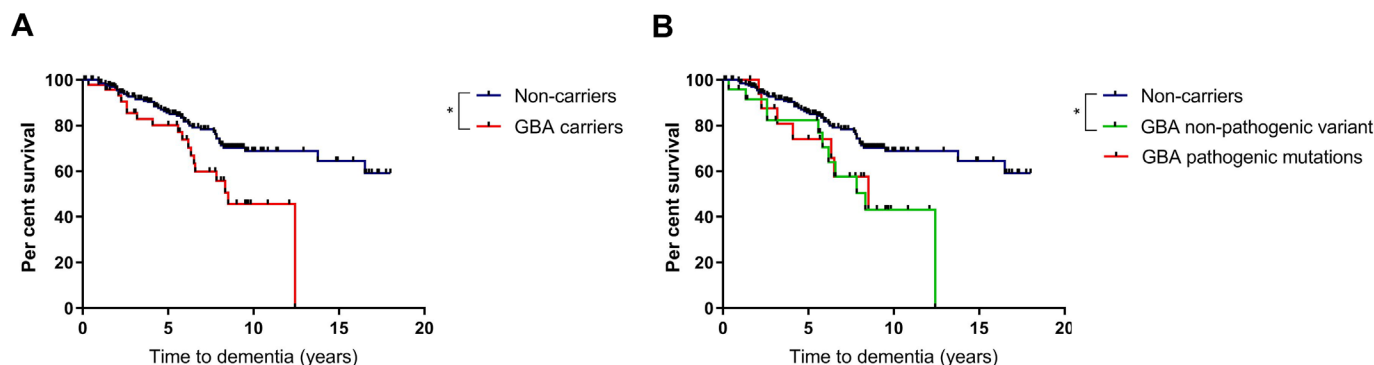 A
B
100
80
60
40
20
0
Per cent survival
0 5 10 15 20
Time to dementia (years)
*
Non-carriers
GBA carriers
100
80
60
40
20
0
Per cent survival
0 5 10 15 20
Time to dementia (years)
*
Non-carriers
GBA non-pathogenic variant
GBA pathogenic mutations